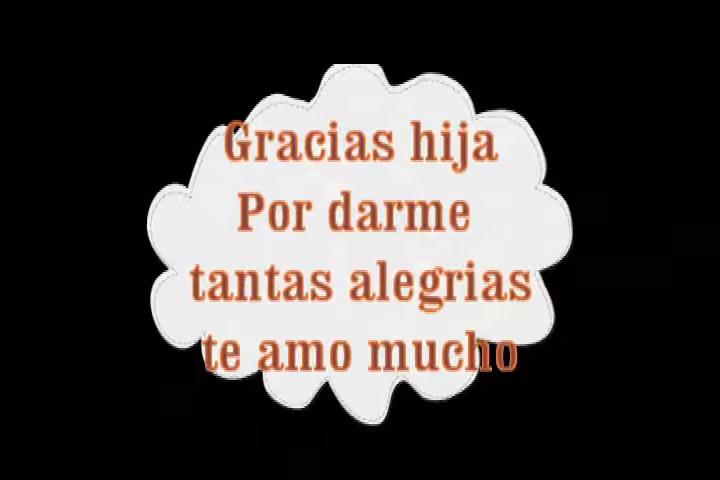 Gracias hija
Por darme
tantas alegrias
te amo mucho